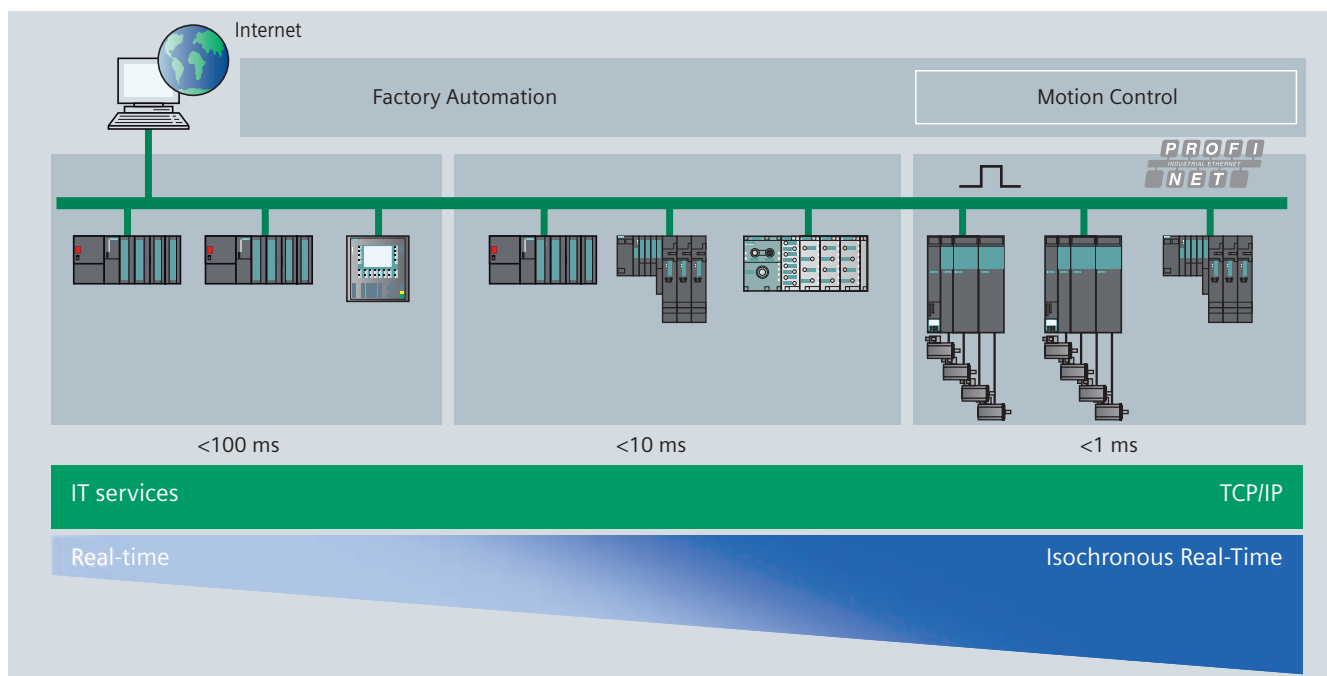 Internet
Factory Automation
Motion Control
PROFI
INDUSTRIAL ETHERNET
NET
<100 ms
<10 ms
<1 ms
IT services
TCP/IP
Real-time
Isochronous Real-Time